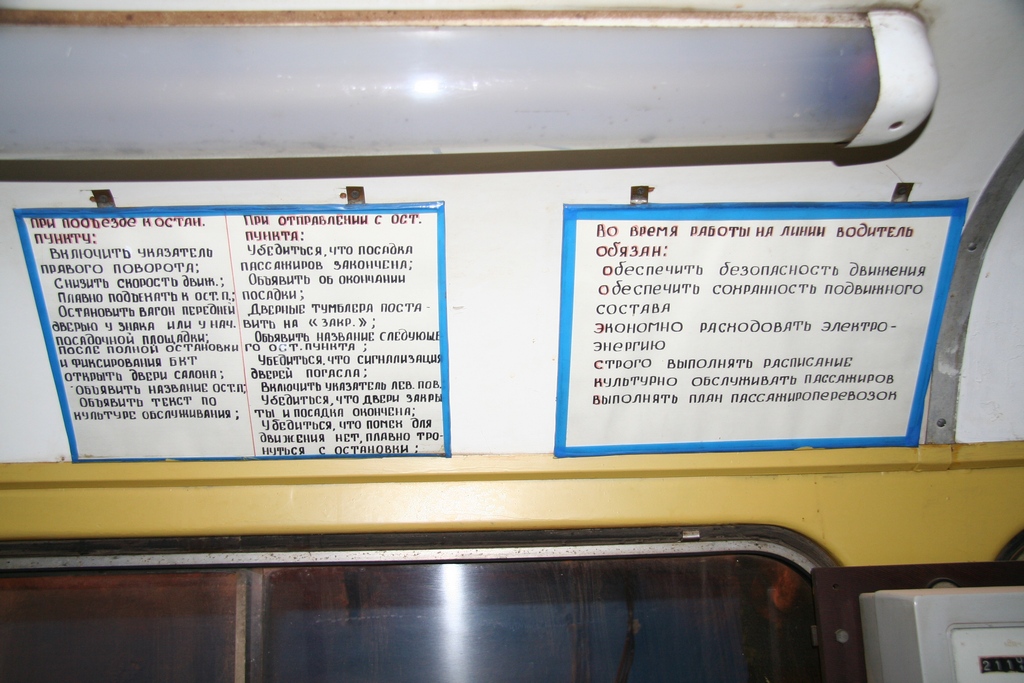 При подъезде к остан.
пункту:
Включить указатель
правого поворота;
Снизить скорость движ.;
Плавно подъехать к ост.п;
Остановить вагон передней
дверью у знака или у нач.
посадочной площадки;
После полной остановки
и фиксирования БКТ
открыть двери салона;
Объявить название ост.п;
Объявить текст по
культуре обслуживания;
При отправлении с ост.
пункта:
Убедиться, что посадка
пассажиров закончена;
Объявить об окончании
посадки;
Дверные тумблера поста-
вить на «закр.»;
Объявить название следующе
го ост.пункта;
Убедиться, что сигнализация
дверей погасла;
Включить указатель лев. пов.
Убедиться, что двери закры
ты и посадка окончена;
Убедиться, что помех для
движения нет, плавно тро-
нуться с остановки;
Во время работы на линии водитель
обязан:
Обеспечить безопасность движения
Обеспечить сохранность подвижного
состава
Экономно расходовать электро-
энергию
Строго выполнять расписание
Культурно обслуживать пассажиров
Выполнять план пассажироперевозок
211